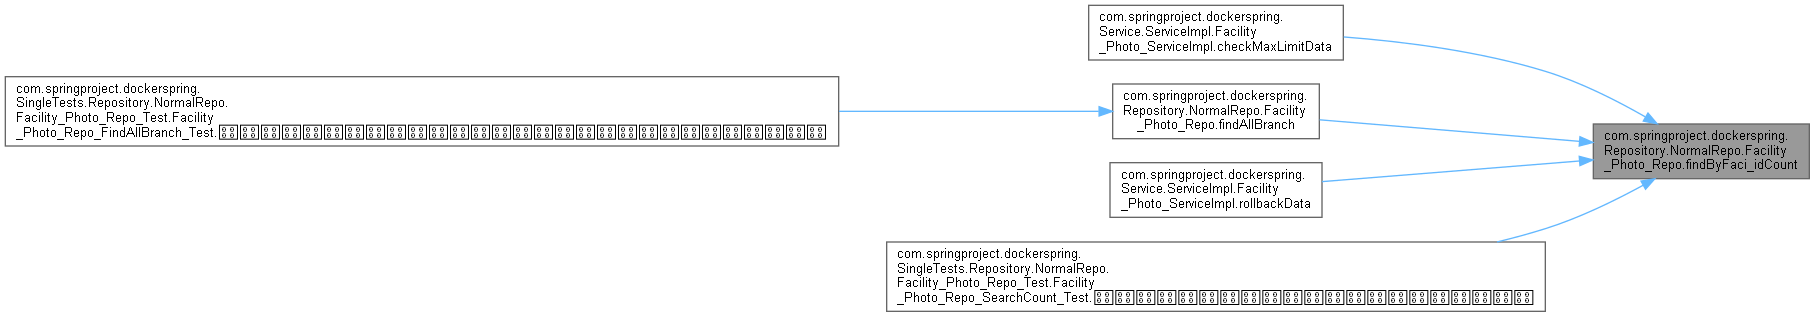 com.springproject.dockerspring.
Service.ServiceImpl.Facility
_Photo_ServiceImpl.checkMaxLimitData
com.springproject.dockerspring.
SingleTests.Repository.NormalRepo.
Facility_Photo_Repo_Test.Facility
_Photo_Repo_FindAllBranch_Test.
com.springproject.dockerspring.
Repository.NormalRepo.Facility
_Photo_Repo.findAllBranch
com.springproject.dockerspring.
Repository.NormalRepo.Facility
_Photo_Repo.findByFaci_idCount
com.springproject.dockerspring.
Service.ServiceImpl.Facility
_Photo_ServiceImpl.rollbackData
com.springproject.dockerspring.
SingleTests.Repository.NormalRepo.
Facility_Photo_Repo_Test.Facility
_Photo_Repo_SearchCount_Test.